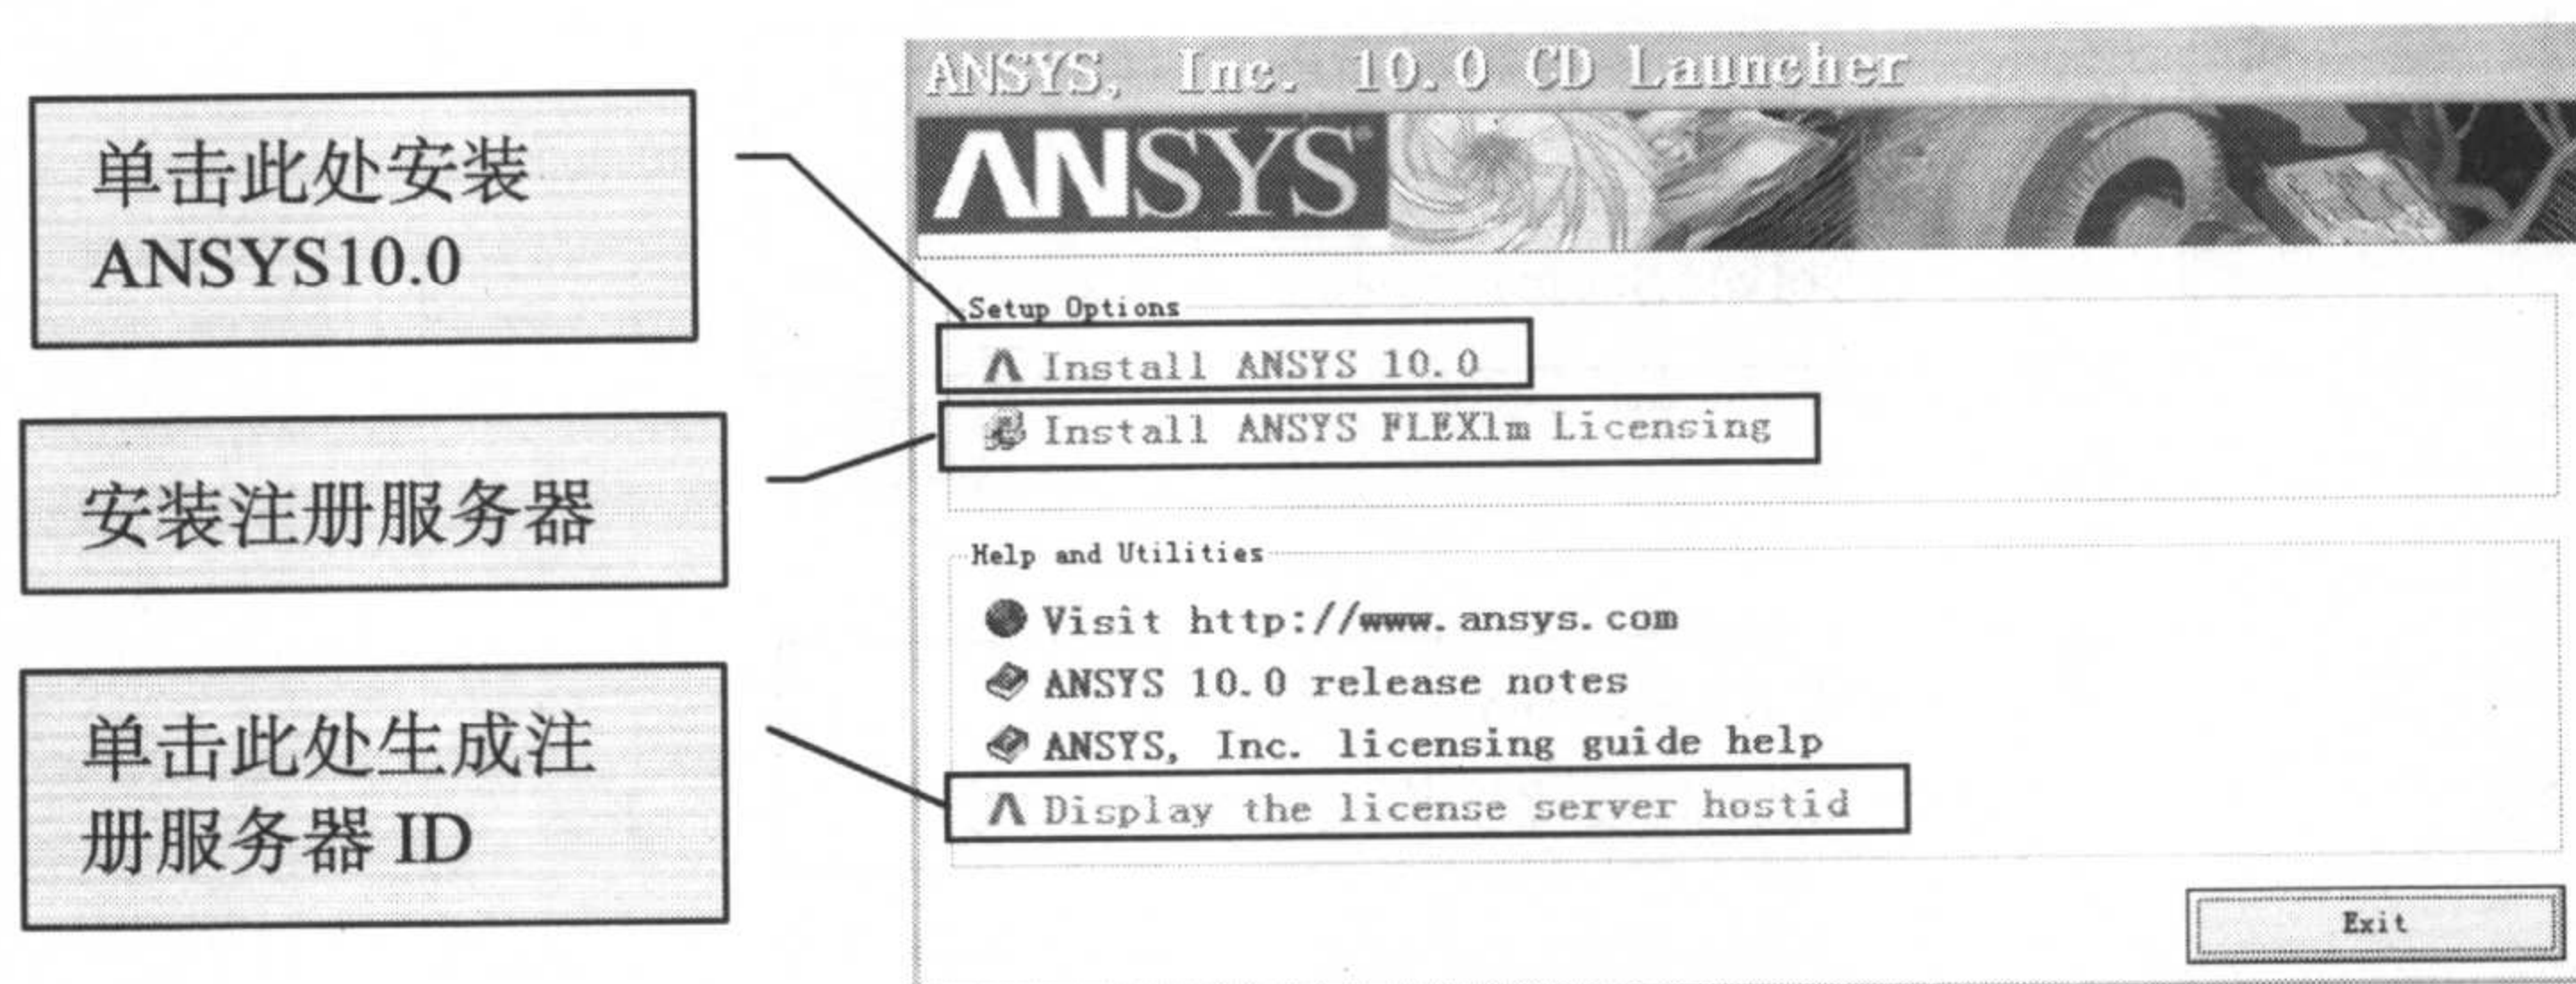 单击此处安装
ANSYS10.0
安装注册服务器
单击此处生成注
册服务器 ID
ANSYS, Inc. 10.0 CD Launcher
ANSYS
Setup Options
Install ANSYS 10.0
Install ANSYS FLEXlm Licensing
Help and Utilities
Visit http://www.ansys.com
ANSYS 10.0 release notes
ANSYS, Inc. licensing guide help
Display the license server hostid
Exit